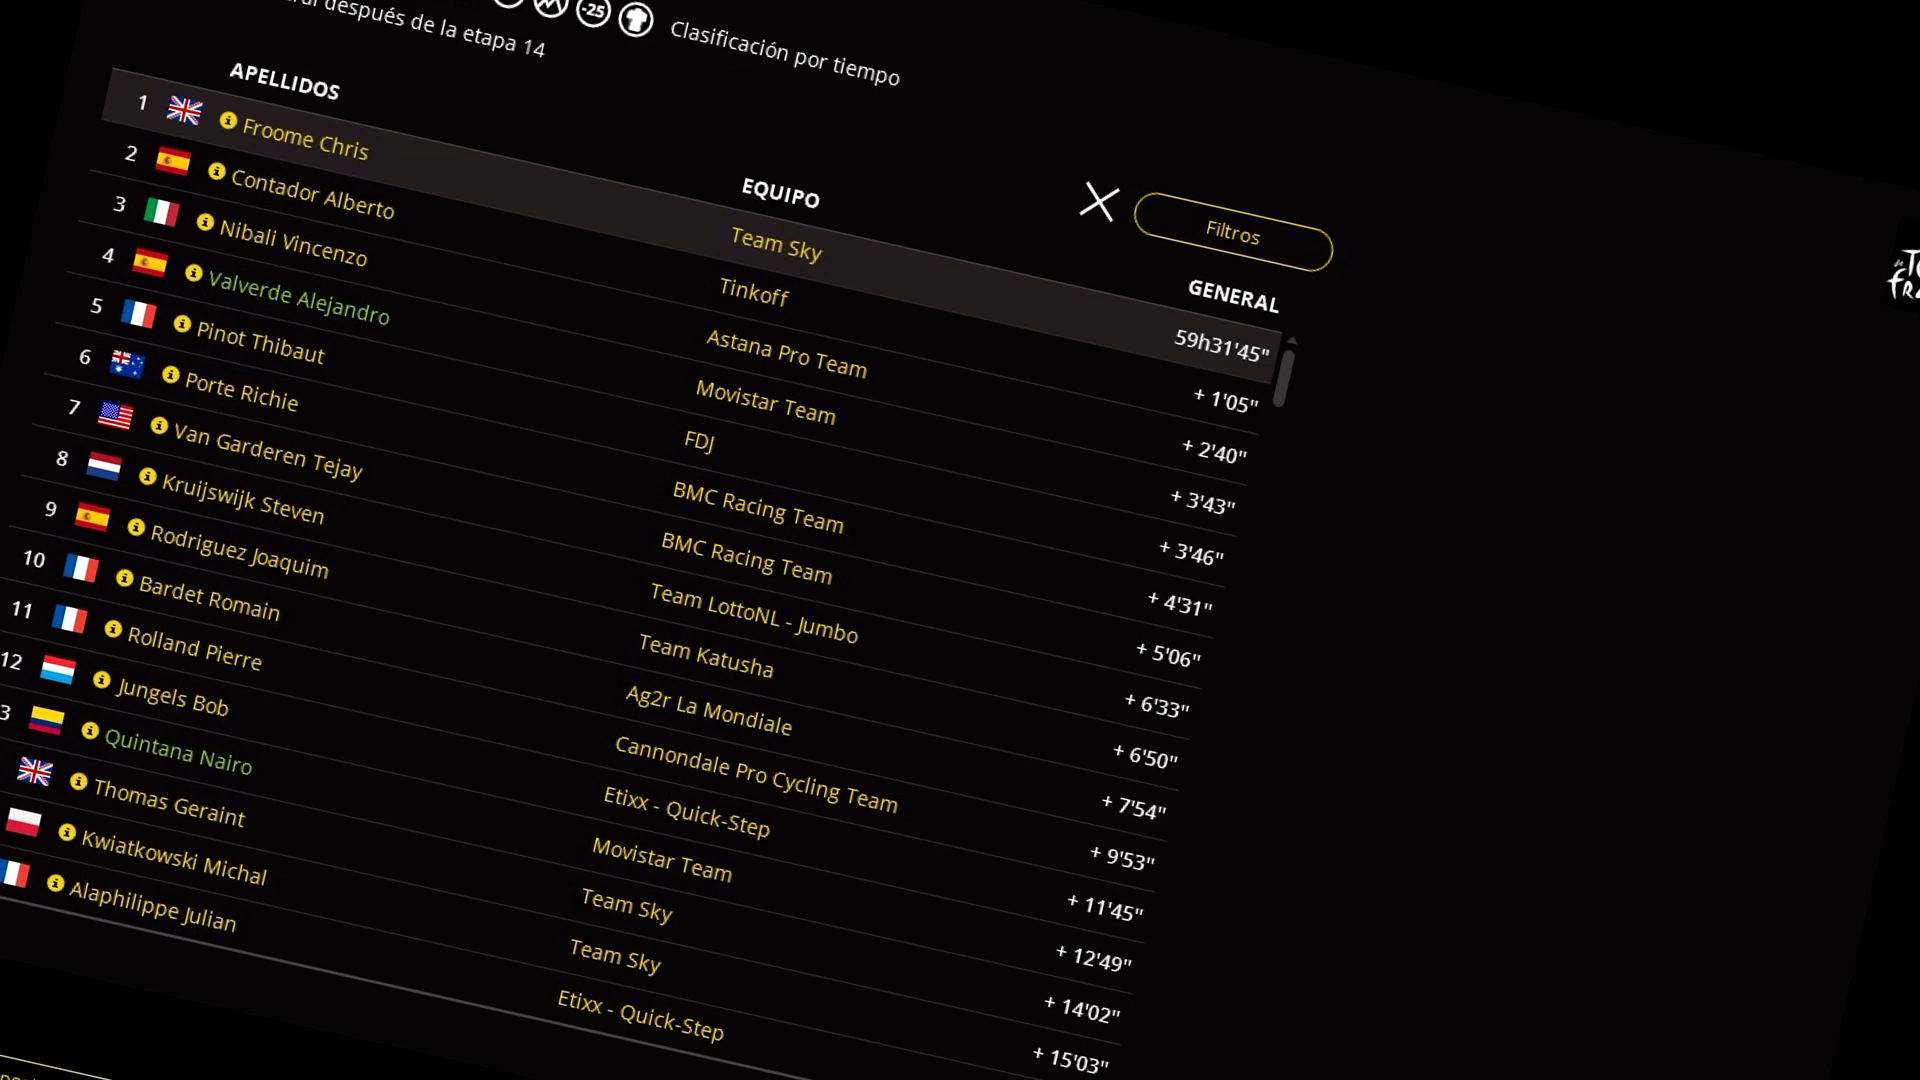 -25 Clasificación por tiempo
después de la etapa 14
Filtros
APELLIDOS EQUIPO GENERAL
1 Froome Chris Team Sky 59h31'45"
2 Contador Alberto Tinkoff + 1'05"
3 Nibali Vincenzo Astana Pro Team + 2'40"
4 Valverde Alejandro Movistar Team + 3'43"
5 Pinot Thibaut FDJ + 3'46"
6 Porte Richie BMC Racing Team + 4'31"
7 Van Garderen Tejay BMC Racing Team + 5'06"
8 Kruijswijk Steven Team LottoNL - Jumbo + 6'33"
9 Rodriguez Joaquim Team Katusha + 6'50"
10 Bardet Romain Ag2r La Mondiale + 7'54"
11 Rolland Pierre Cannondale Pro Cycling Team + 9'53"
12 Jungels Bob Etixx - Quick-Step + 11'45"
3 Quintana Nairo Movistar Team + 12'49"
Thomas Geraint Team Sky + 14'02"
Kwiatkowski Michal Team Sky + 15'03"
Alaphilippe Julian Etixx - Quick-Step